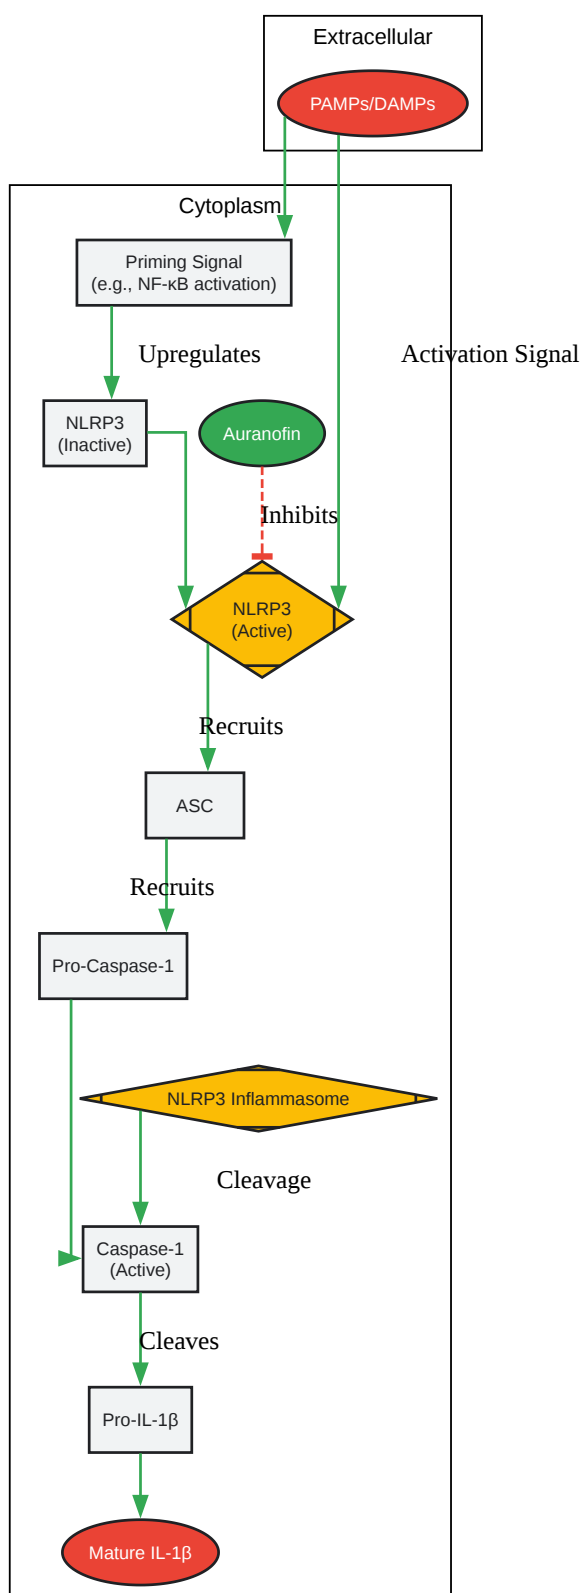 Extracellular
PAMPs/DAMPs
Cytoplasm
Priming Signal
(e.g., NF-κB activation)
Upregulates
Activation Signal
NLRP3
(Inactive)
Auranofin
Inhibits
NLRP3
(Active)
Recruits
ASC
Recruits
Pro-Caspase-1
NLRP3 Inflammasome
Cleavage
Caspase-1
(Active)
Cleaves
Pro-IL-1β
Mature IL-1β